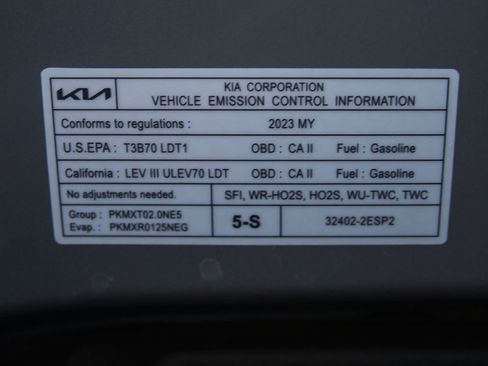 KIA
KIA CORPORATION
VEHICLE EMISSION CONTROL INFORMATION
Conforms to regulations : 2023 MY
U.S.EPA : T3B70 LDT1 OBD : CA II Fuel : Gasoline
California : LEV III ULEV70 LDT OBD : CA II Fuel : Gasoline
No adjustments needed. SFI, WR-HO2S, HO2S, WU-TWC, TWC
Group : PKMXT02.0NE5
Evap. : PKMXR0125NEG
5-S
32402-2ESP2